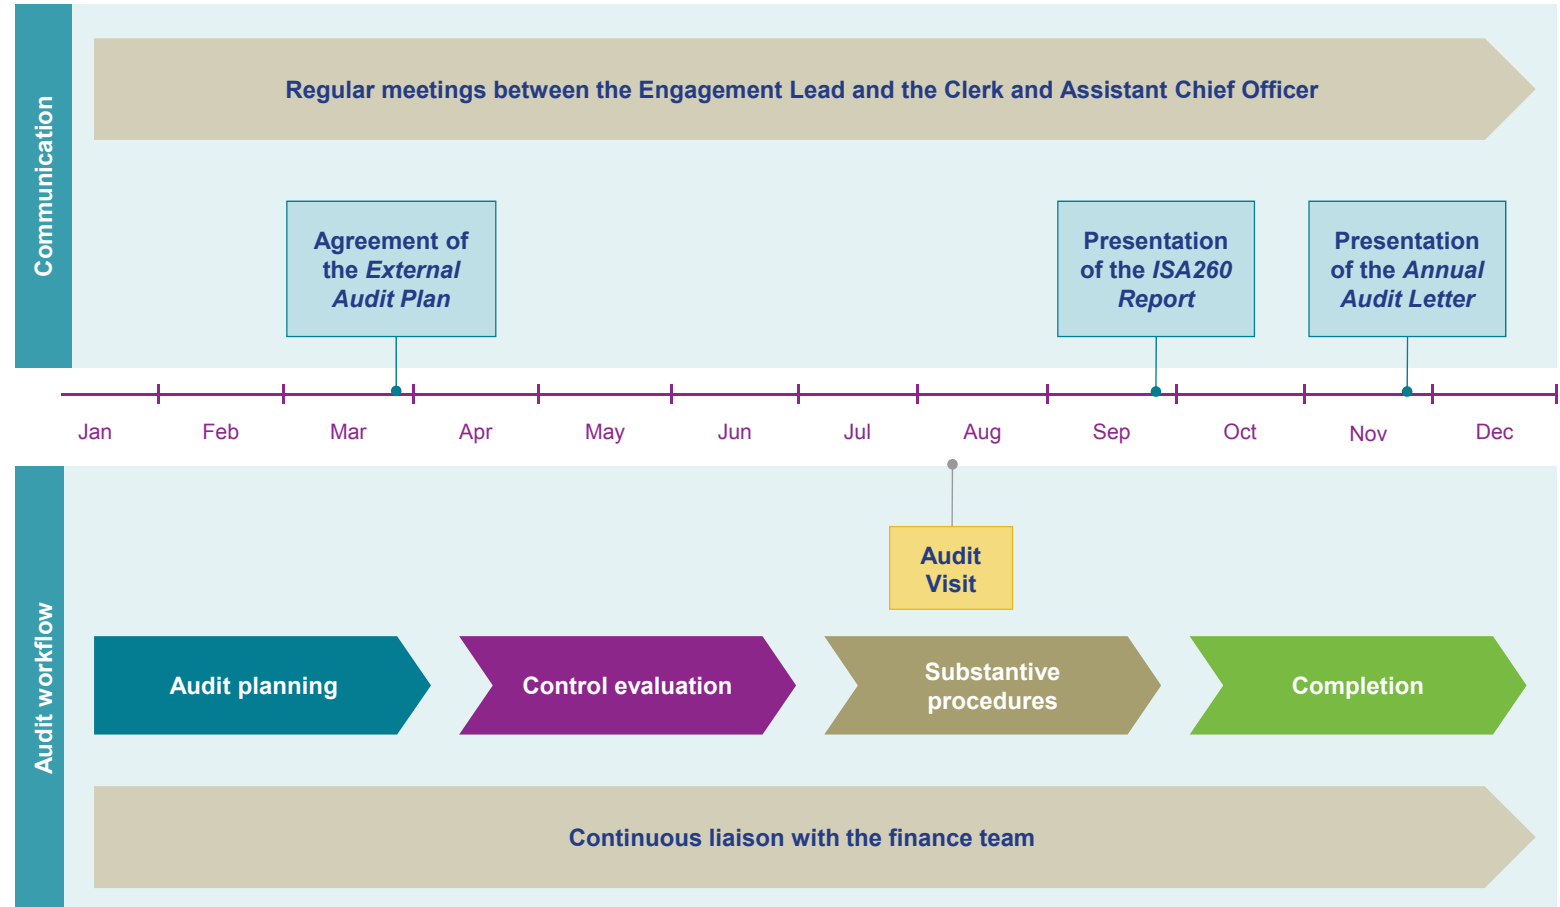 Communication
Regular meetings between the Engagement Lead and the Clerk and Assistant Chief Officer
Agreement of
the External
Audit Plan
Presentation
of the ISA260
Report
Presentation
of the Annual
Audit Letter
Jan
Feb
Mar
Apr
May
Jun
Jul
Aug
Sep
Oct
Nov
Dec
Audit workflow
Audit
Visit
Audit planning
Control evaluation
Substantive
procedures
Completion
Continuous liaison with the finance team